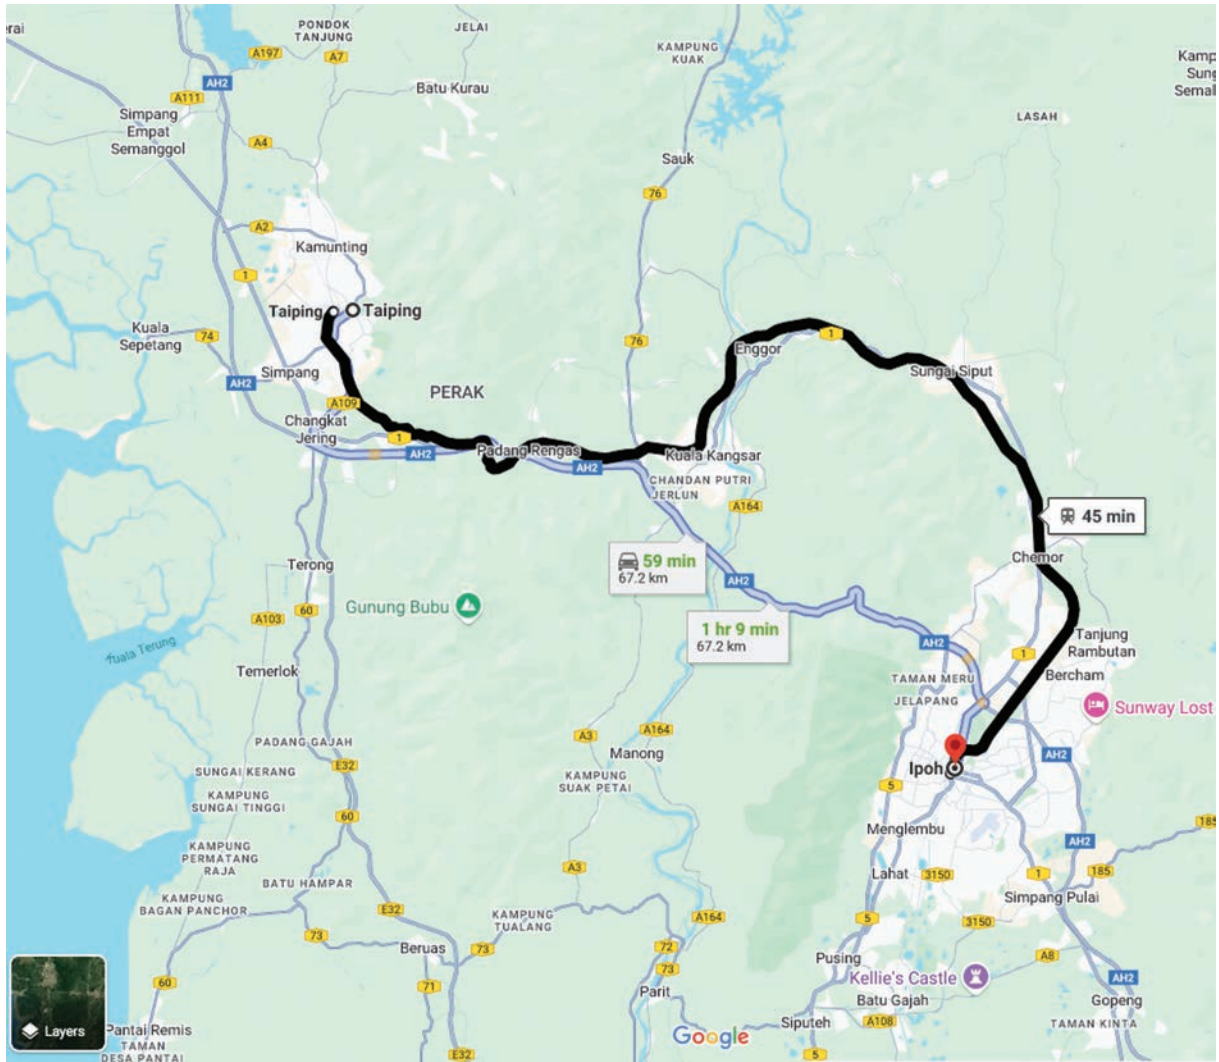 erai
PONDOK
TANJUNG
JELAI
A197
A7
KAMPUNG
KUAK
Kamp
Sung
Semal
AH2
A111
Batu Kurau
Simpang
Empat
Semanggol
LASAH
A4
Sauk
76
A2
Kamunting
1
Taiping
Taiping
Kuala
Sepetang
74
76
Enggor
1
Simpang
AH2
PERAK
Sungai Siput
A109
Changkat
Jering
1
AH2
Padang Rengas
AH2
Kuala Kangsar
CHANDAN PUTRI
JERLUN
A164
45 min
Chemor
59 min
67.2 km
AH2
Terong
60
Gunung Bubu
A103
1 hr 9 min
67.2 km
Kuala Terung
Temerlok
AH2
1
Tanjung
Rambutan
Bercham
TAMAN MERU
JELAPANG
Sunway Lost
PADANG GAJAH
E32
A3
A164
Manong
AH2
Ipoh
SUNGAI KERANG
KAMPUNG
SUNGAI TINGGI
KAMPUNG
SUAK PETAI
5
60
185
Menglembu
AH2
KAMPUNG
PERMATANG
RAJA
A3
Lahat
3150
1
185
BATU HAMPAR
Simpang Pulai
KAMPUNG
BAGAN PANCHOR
E32
KAMPUNG
TUALANG
A164
5
3150
73
Beruas
73
72
73
Pusing
A8
60
71
Parit
Kellie's Castle
AH2
Batu Gajah
Gopeng
Layers
Pantai Remis
TAMAN
DESA PANTAI
Google
Siputeh
A108
TAMAN KINTA
E32
5